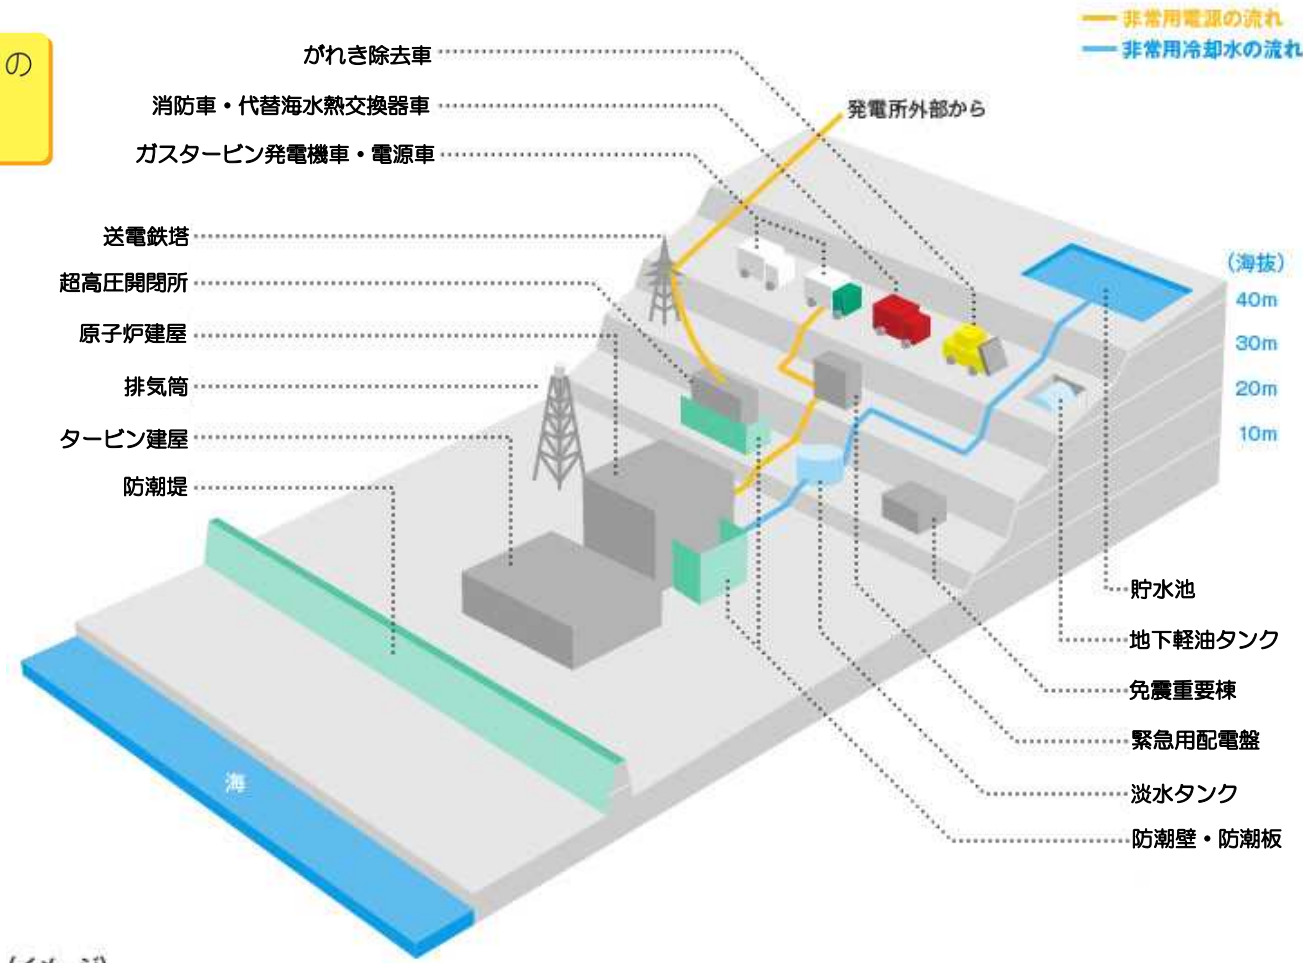 の
非常用電源の流れ
非常用冷却水の流れ
がれき除去車
消防車・代替海水熱交換器車
発電所外部から
ガスタービン発電機車・電源車
送電鉄塔
超高圧開閉所
原子炉建屋
排気筒
タービン建屋
防潮堤
(海抜)
40m
30m
20m
10m
貯水池
地下軽油タンク
免震重要棟
緊急用配電盤
淡水タンク
防潮壁・防潮板
海
(イメージ)